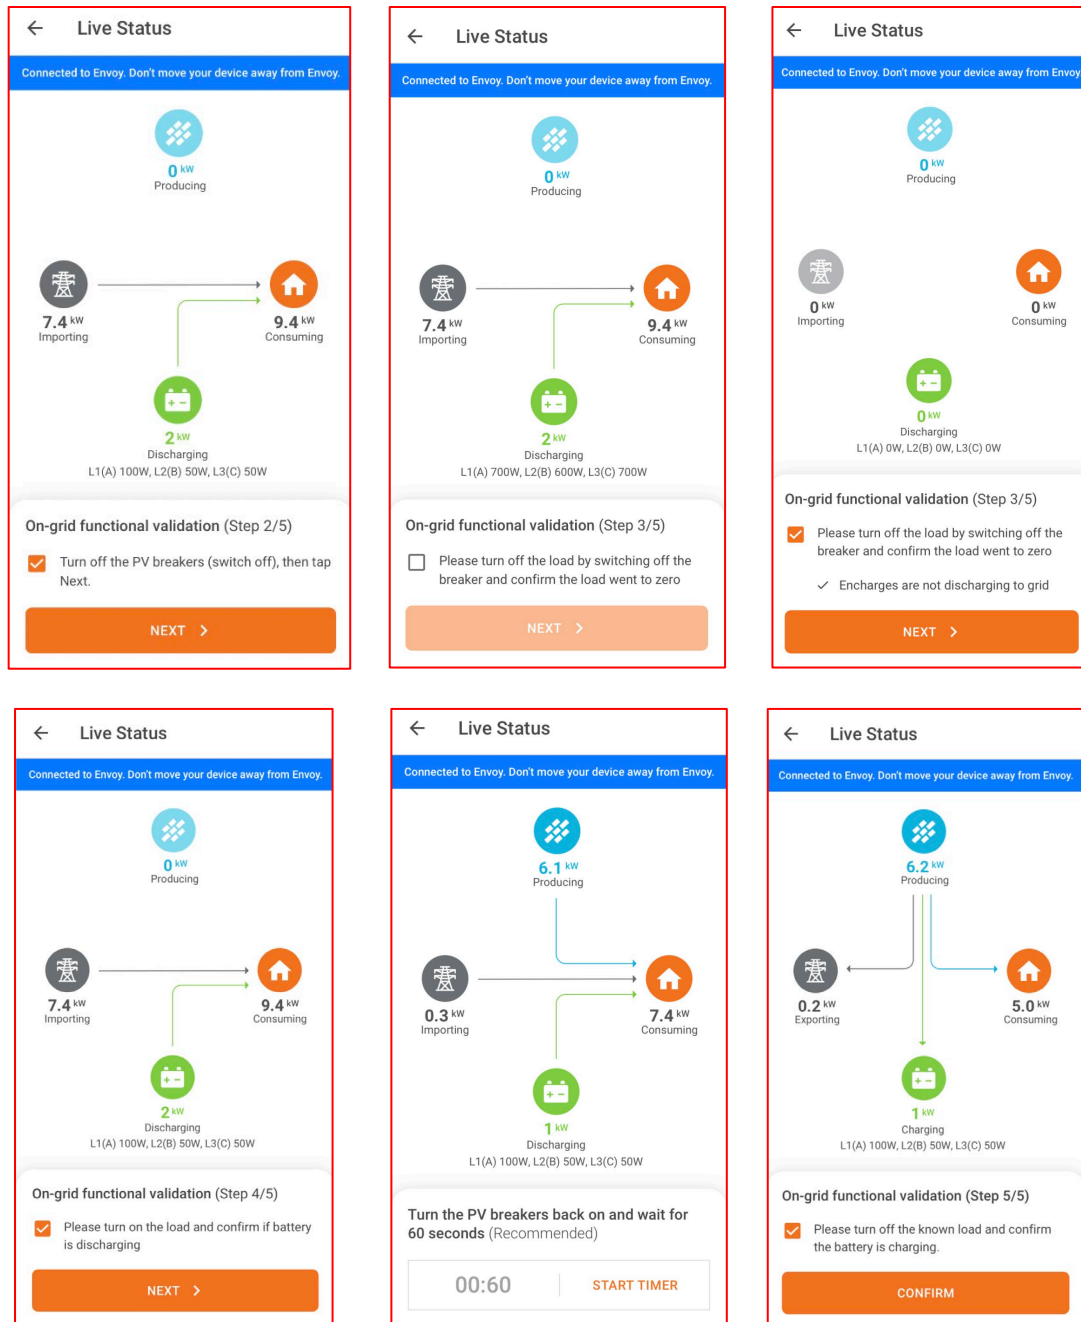 Live Status
Connected to Envoy. Don't move your device away from Envoy.
0 kW
Producing
7.4 kW
Importing
9.4 kW
Consuming
2 kW
Discharging
L1(A) 100W, L2(B) 50W, L3(C) 50W
On-grid functional validation (Step 2/5)
Turn off the PV breakers (switch off), then tap
Next.
NEXT
Live Status
Connected to Envoy. Don't move your device away from Envoy.
0 kW
Producing
7.4 kW
Importing
9.4 kW
Consuming
2 kW
Discharging
L1(A) 700W, L2(B) 600W, L3(C) 700W
On-grid functional validation (Step 3/5)
Please turn off the load by switching off the
breaker and confirm the load went to zero
NEXT
Live Status
Connected to Envoy. Don't move your device away from Envoy
0 kW
Producing
0 kW
Importing
0 kW
Consuming
0 kW
Discharging
L1(A) 0W, L2(B) 0W, L3(C) 0W
On-grid functional validation (Step 3/5)
Please turn off the load by switching off the
breaker and confirm the load went to zero
Encharges are not discharging to grid
NEXT
Live Status
Connected to Envoy. Don't move your device away from Envoy.
0 kW
Producing
7.4 kW
Importing
9.4 kW
Consuming
2 kW
Discharging
L1(A) 100W, L2(B) 50W, L3(C) 50W
On-grid functional validation (Step 4/5)
Please turn on the load and confirm if battery
is discharging
NEXT
Live Status
Connected to Envoy. Don't move your device away from Envoy.
6.1 kW
Producing
0.3 kW
Importing
7.4 kW
Consuming
1 kW
Discharging
L1(A) 100W, L2(B) 50W, L3(C) 50W
Turn the PV breakers back on and wait for
60 seconds (Recommended)
00:60
START TIMER
Live Status
Connected to Envoy. Don't move your device away from Envoy.
6.2 kW
Producing
0.2 kW
Exporting
5.0 kW
Consuming
1 kW
Charging
L1(A) 100W, L2(B) 50W, L3(C) 50W
On-grid functional validation (Step 5/5)
Please turn off the known load and confirm
the battery is charging.
CONFIRM